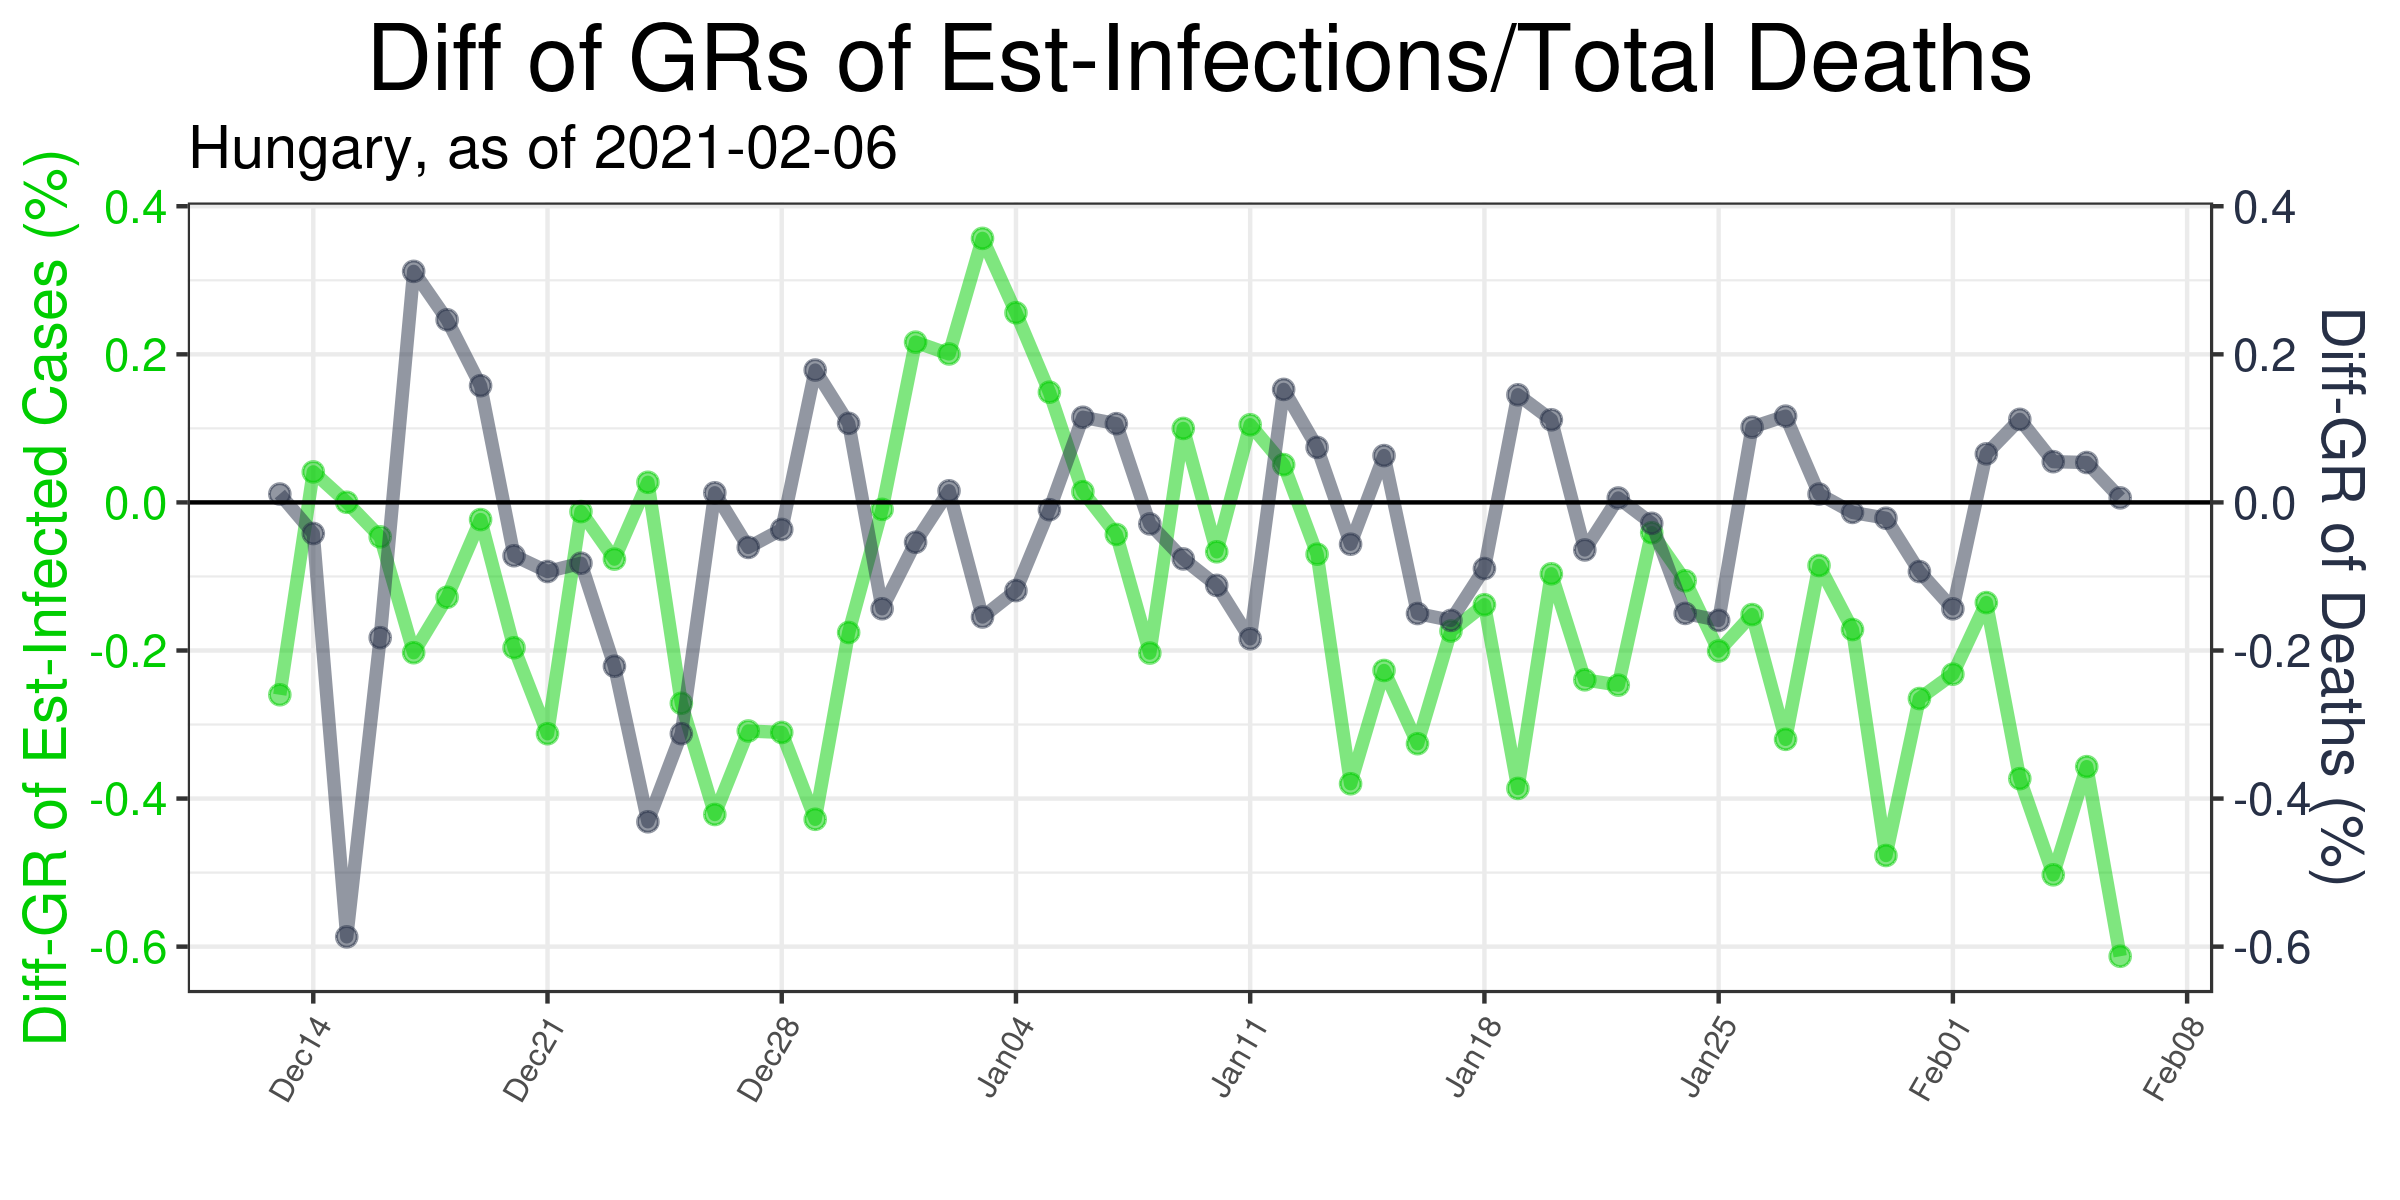 Diff of GRs of Est-Infections/Total Deaths
Hungary, as of 2021-02-06
Diff-GR of Est-Infected Cases (%)
0.4
0.2
0.0
-0.2
-0.4
-0.6
0.4
0.2
0.0
-0.2
-0.4
-0.6
Diff-GR of Deaths (%)
Dec14
Dec21
Dec28
Jan04
Jan11
Jan18
Jan25
Feb01
Feb08